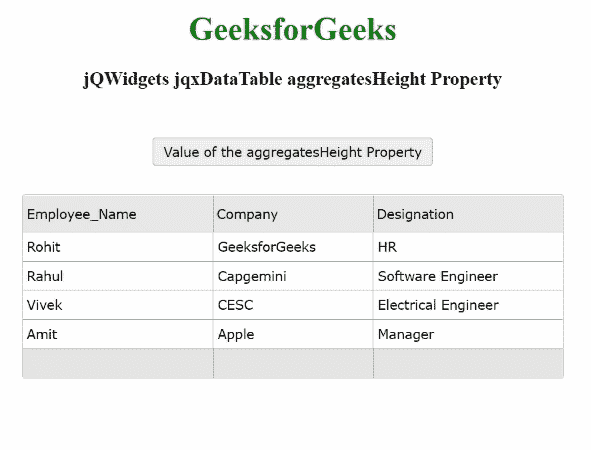 GeeksforGeeks
jQWidgets jqxDataTable aggregatesHeight Property
Value of the aggregatesHeight Property
Employee_Name Company Designation
Rohit GeeksforGeeks HR
Rahul Capgemini Software Engineer
Vivek CESC Electrical Engineer
Amit Apple Manager